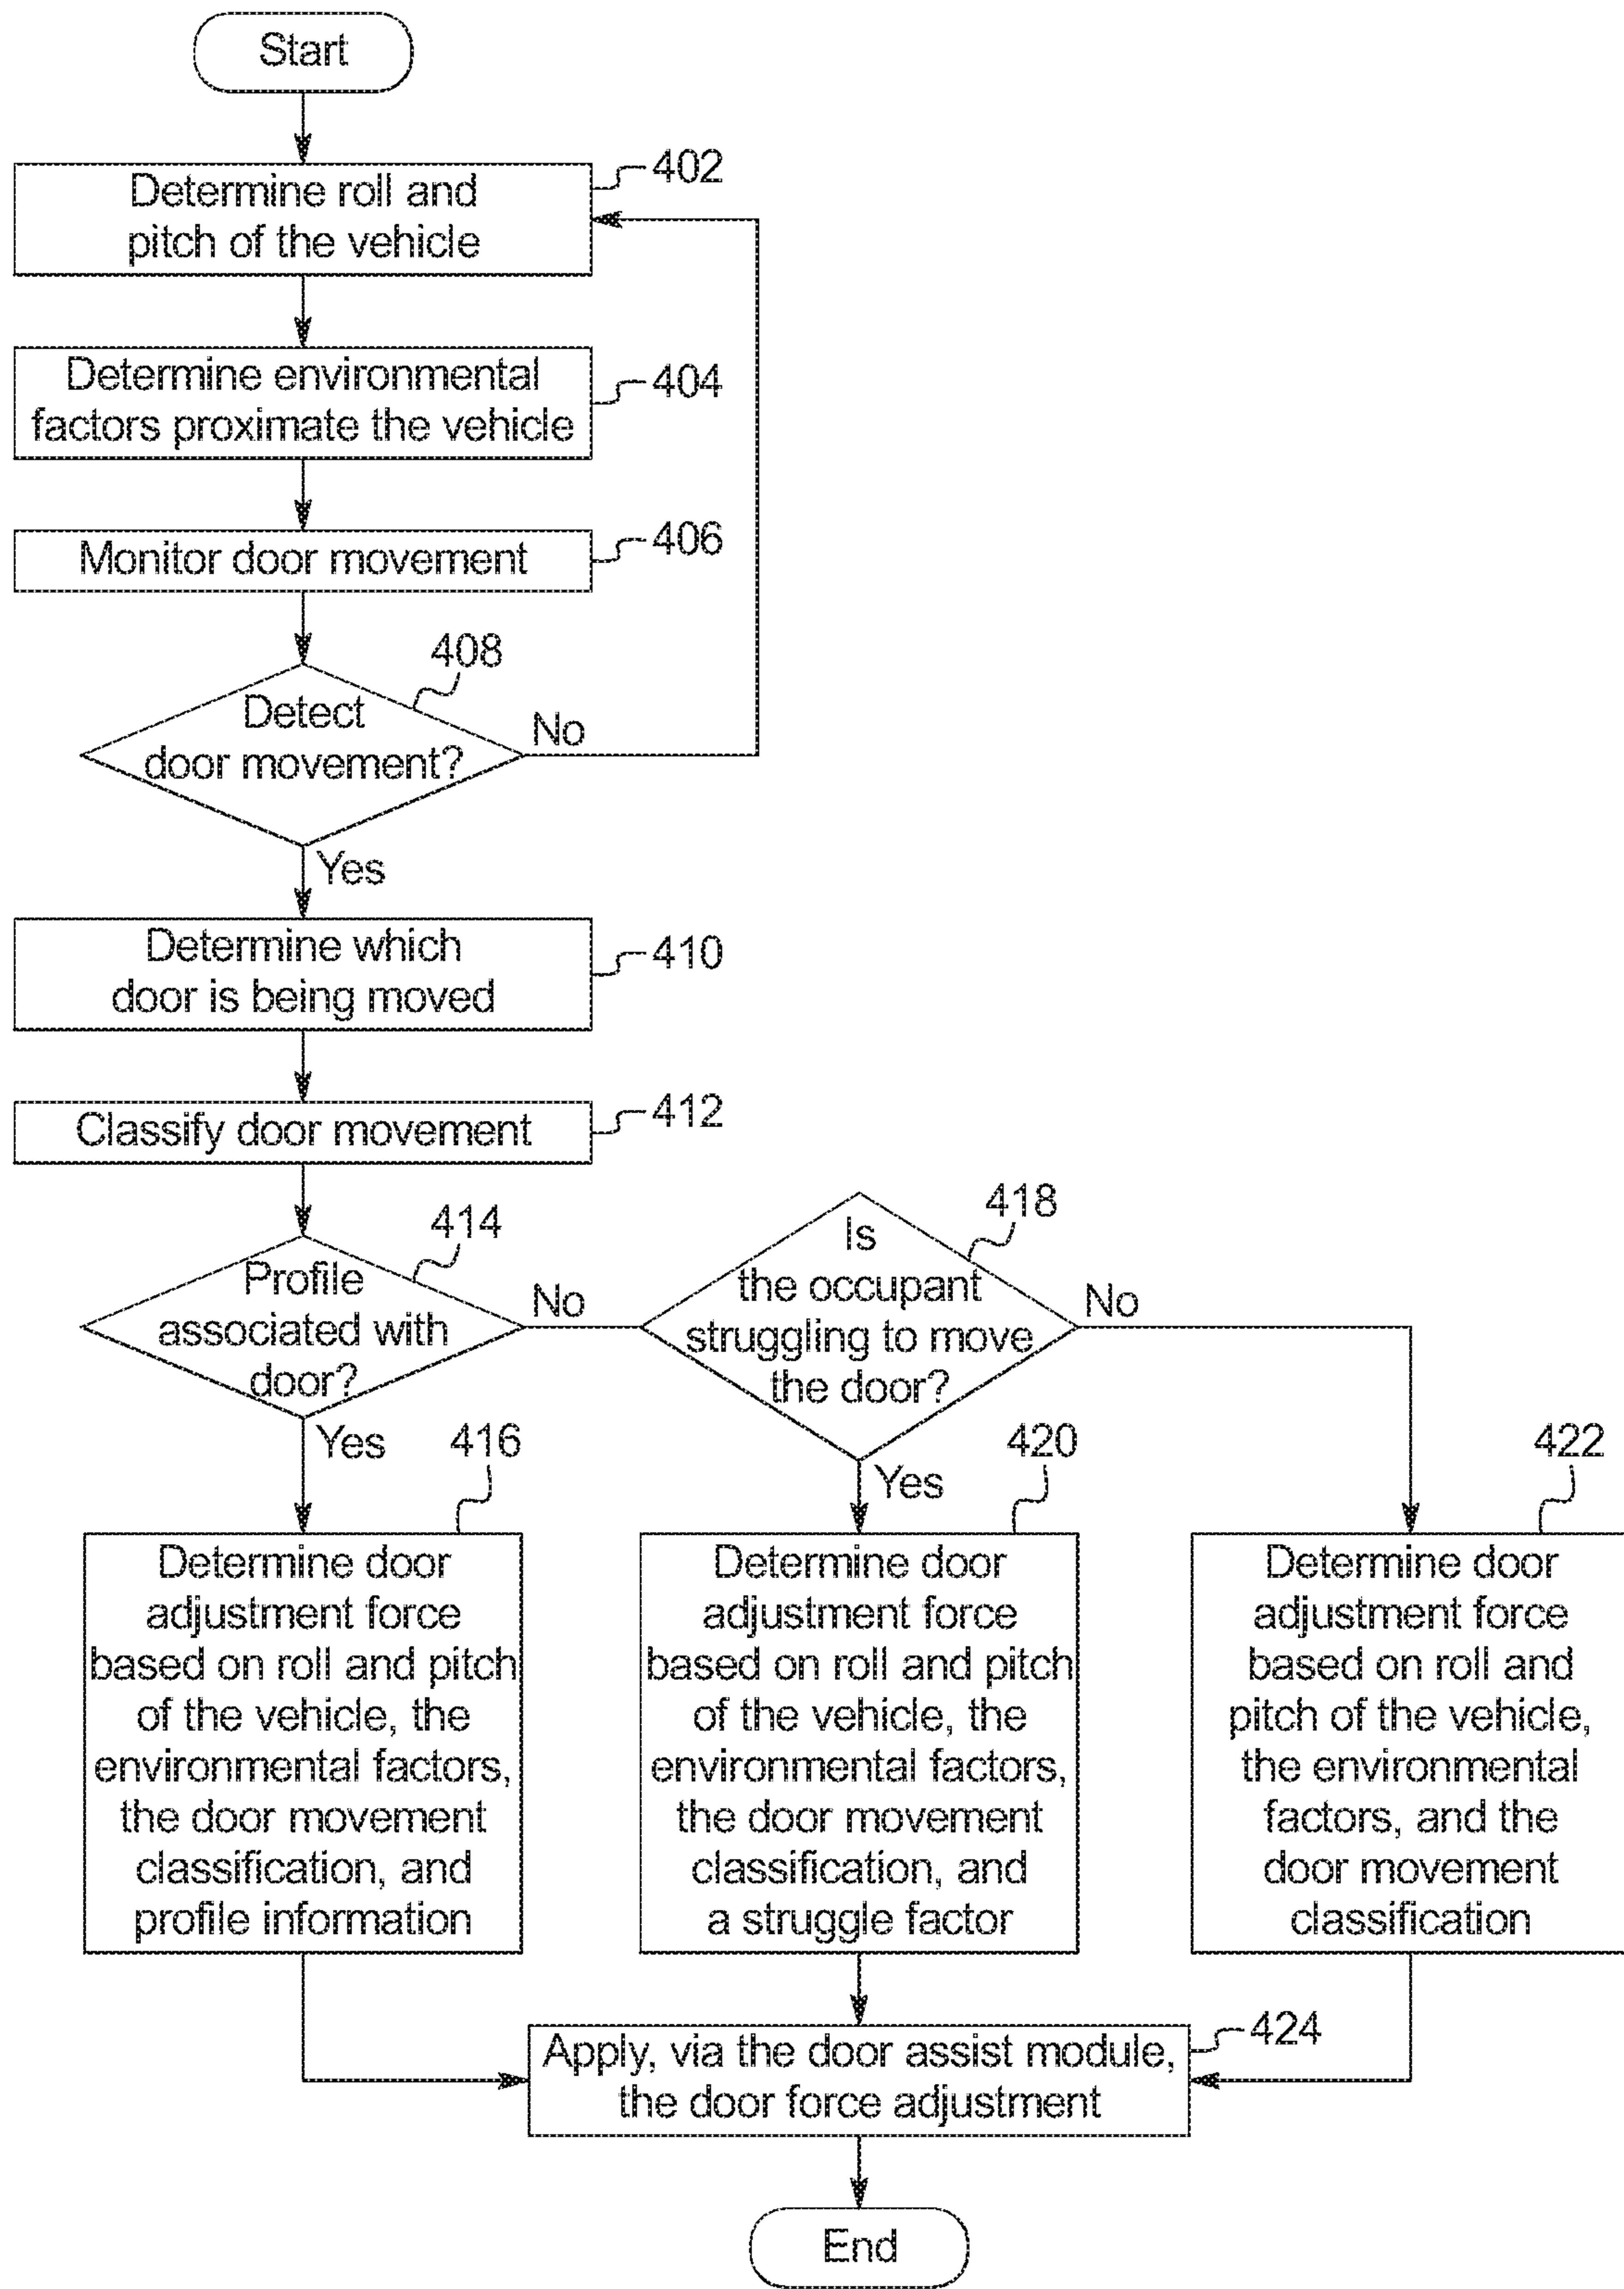 Start
Determine roll and
pitch of the vehicle
402
Determine environmental
factors proximate the vehicle
404
Monitor door movement
406
408
Detect
door movement?
No
Yes
Determine which
door is being moved
410
Classify door movement
412
414
Profile
associated with
door?
No
Yes
418
Is
the occupant
struggling to move
the door?
No
Yes
416
Determine door
adjustment force
based on roll and pitch
of the vehicle, the
environmental factors,
the door movement
classification, and
profile information
420
Determine door
adjustment force
based on roll and pitch
of the vehicle, the
environmental factors,
the door movement
classification, and
a struggle factor
422
Determine door
adjustment force
based on roll and
pitch of the vehicle,
the environmental
factors, and the
door movement
classification
Apply, via the door assist module,
the door force adjustment
424
End